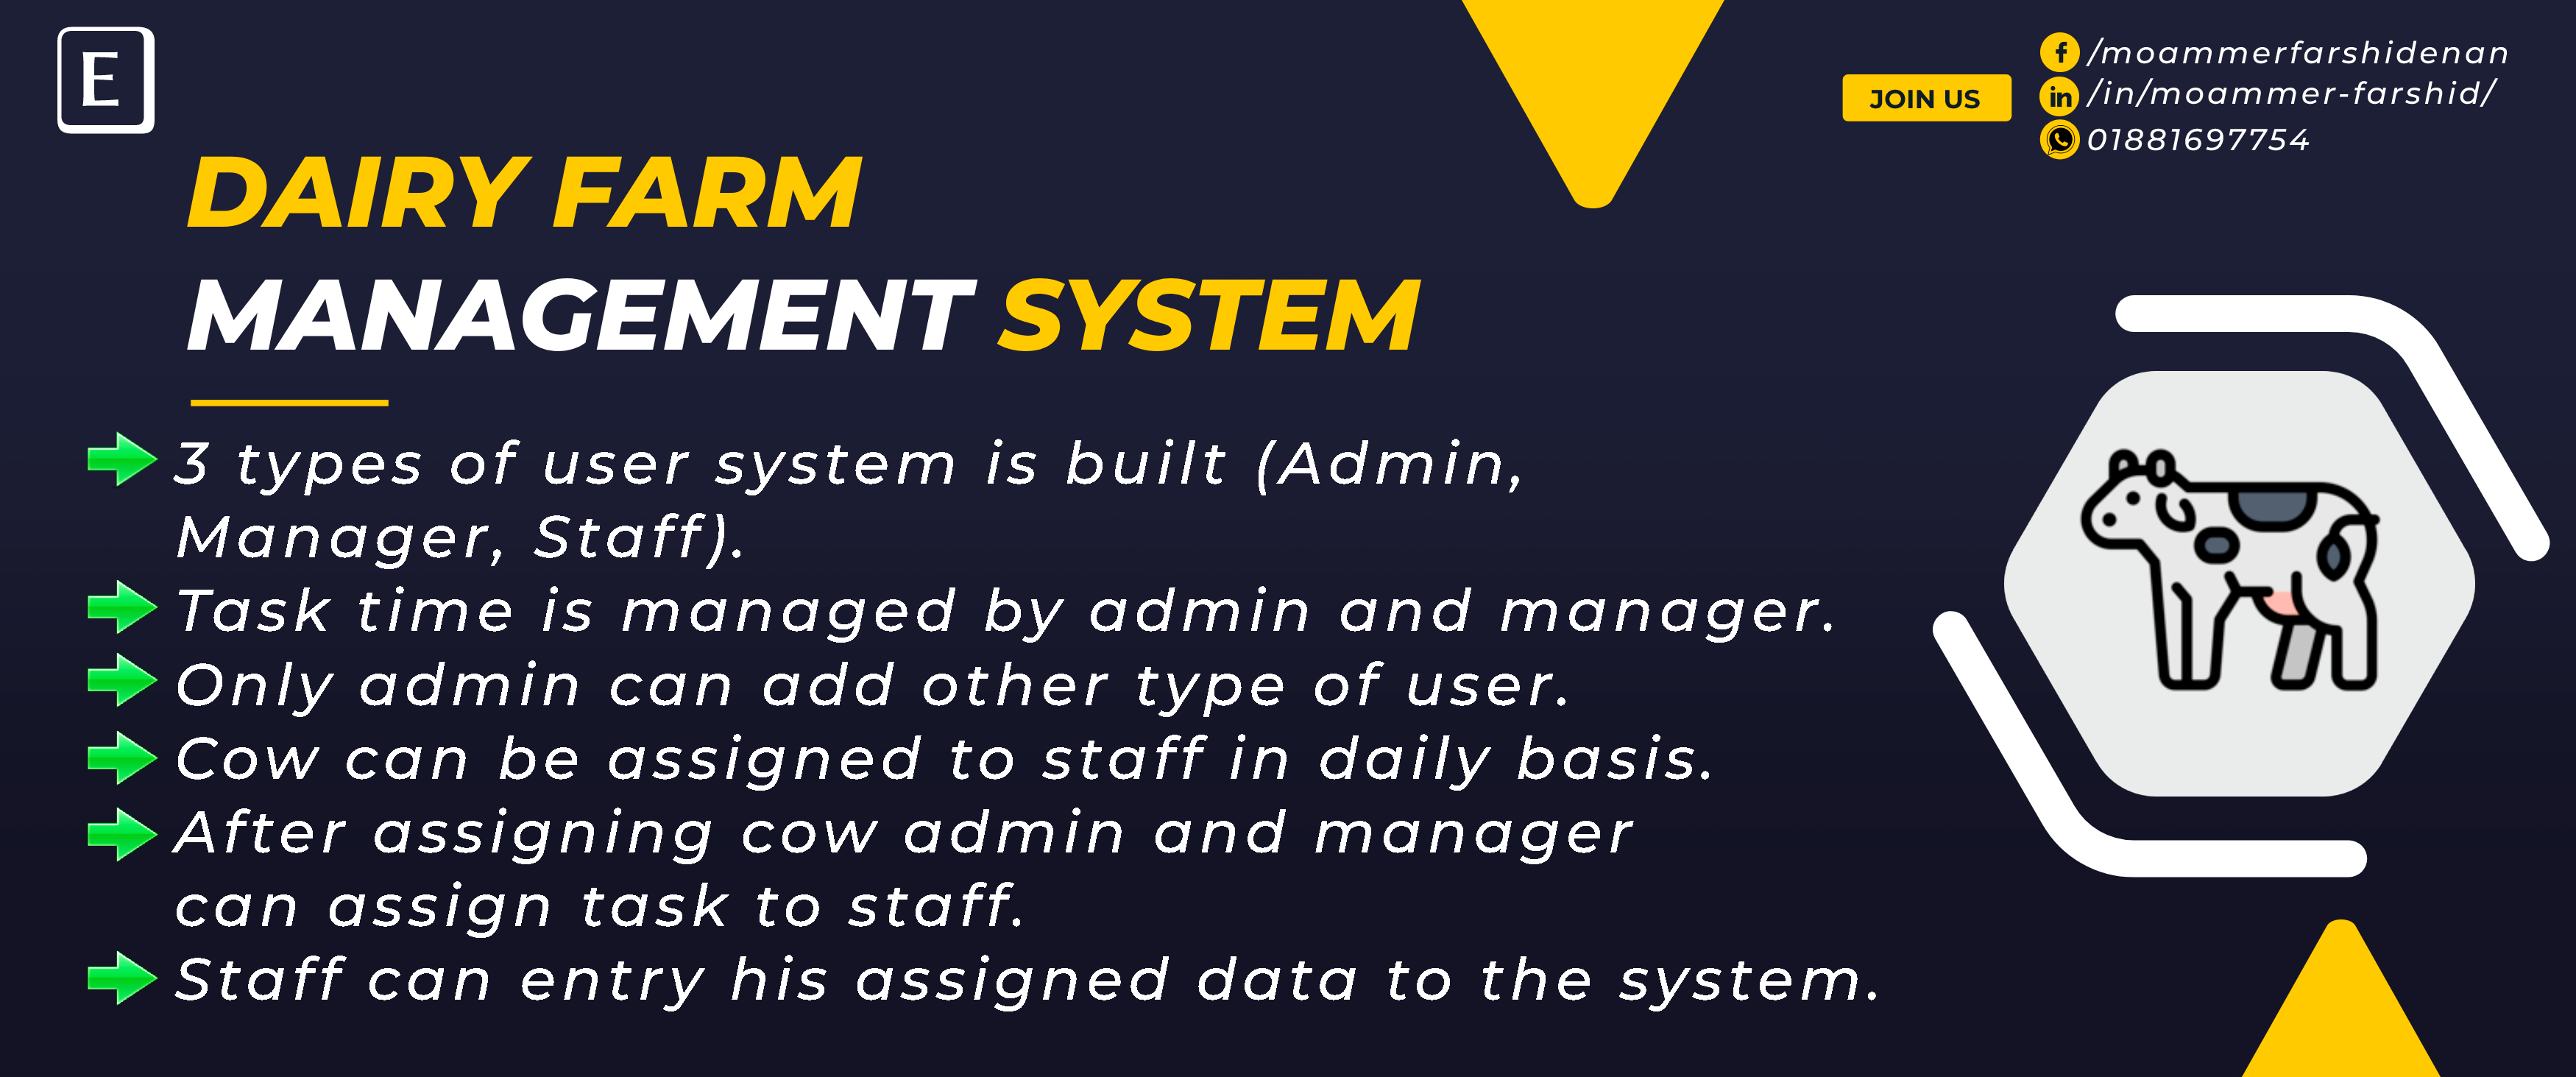 E
/moammerfarshidenan
JOIN US
/in/moammer-farshid/
01881697754
DAIRY FARM
MANAGEMENT SYSTEM
3 types of user system is built (Admin,
Manager, Staff).
Task time is managed by admin and manager.
Only admin can add other type of user.
Cow can be assigned to staff in daily basis.
After assigning cow admin and manager
can assign task to staff.
Staff can entry his assigned data to the system.